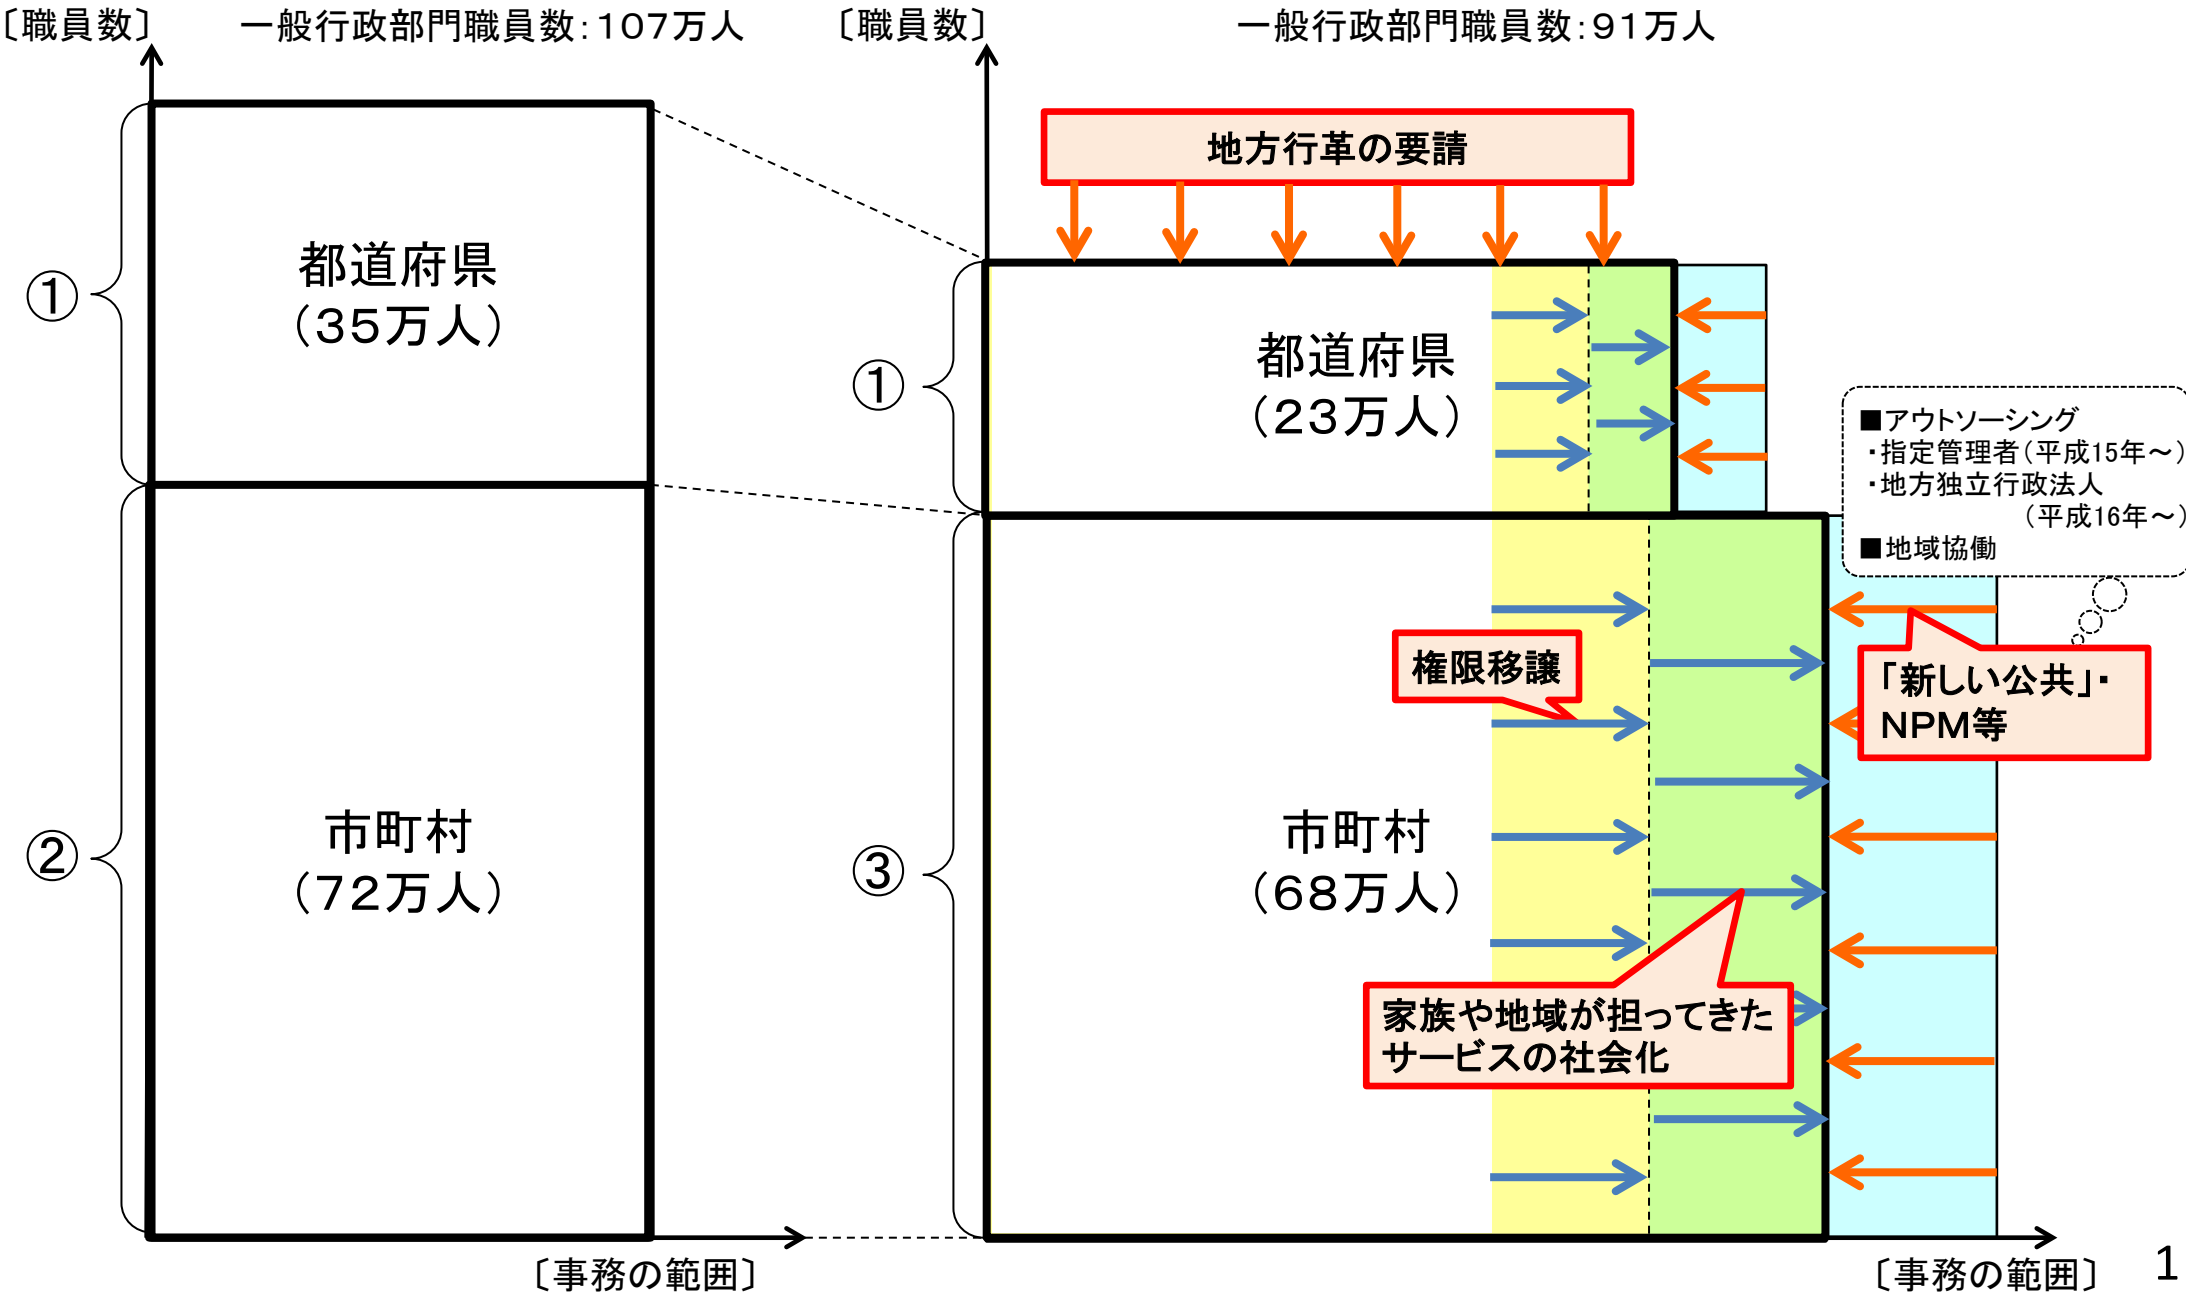 〔職員数〕
一般行政部門職員数：１０７万人
①
都道府県
（３５万人）
②
市町村
（７２万人）
〔事務の範囲〕
〔職員数〕
一般行政部門職員数：９１万人
地方行革の要請
①
都道府県
（２３万人）
■アウトソーシング
・指定管理者（平成15年～）
・地方独立行政法人
（平成16年～）
■地域協働
権限移譲
「新しい公共」・
ＮＰＭ等
③
市町村
（６８万人）
家族や地域が担ってきた
サービスの社会化
〔事務の範囲〕
1